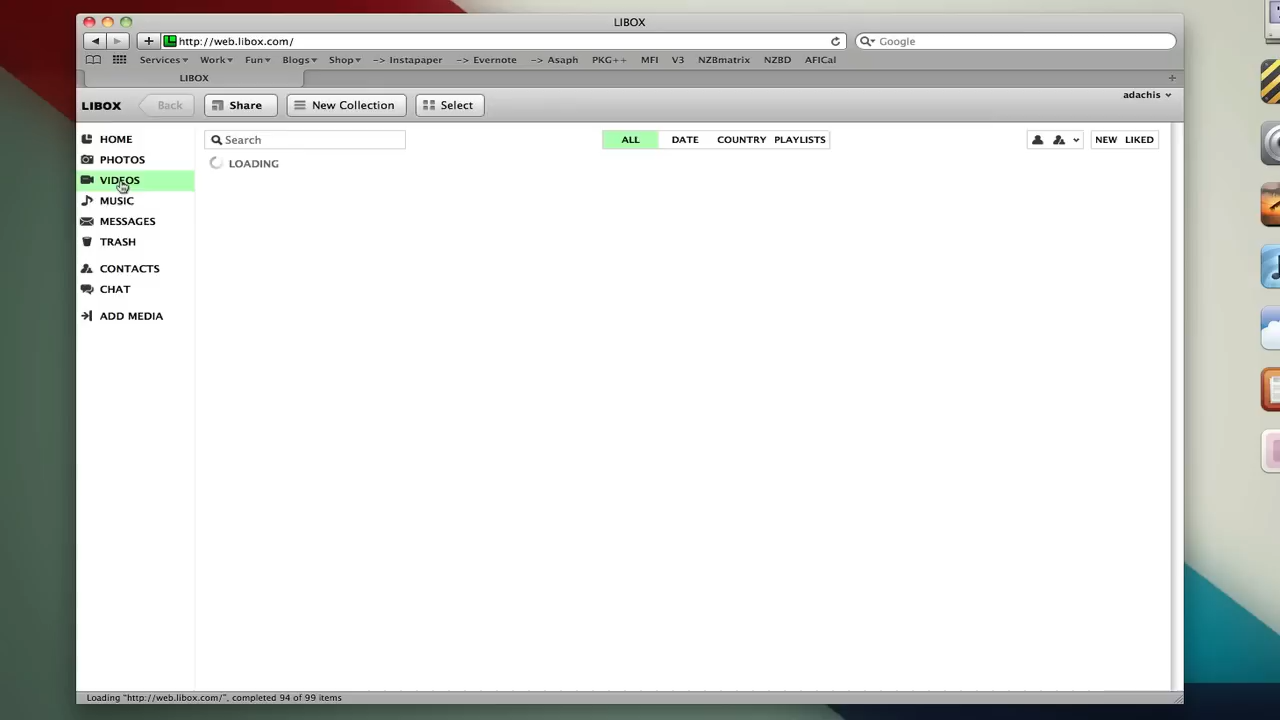 LIBOX
http://web.libox.com/
Google
Services Work Fun Blogs Shop -> Instapaper -> Evernote -> Asaph PKG++ MFI V3 NZBmatrix NZBD AFICal
LIBOX
LIBOX Back Share New Collection Select adachis
HOME
PHOTOS
VIDEOS
MUSIC
MESSAGES
TRASH
CONTACTS
CHAT
ADD MEDIA
Search ALL DATE COUNTRY PLAYLISTS NEW LIKED
LOADING
Loading "http://web.libox.com/", completed 94 of 99 items